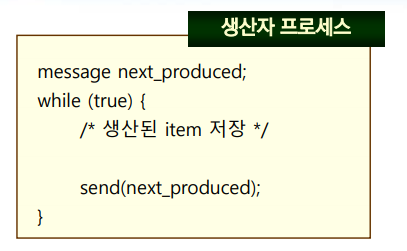 생산자 프로세스
message next_produced;
while (true) {
/* 생산된 item 저장 */
send(next_produced);
}